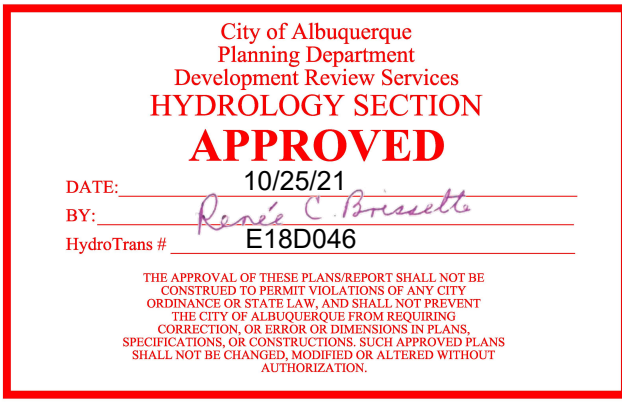 City of Albuquerque
Planning Department
Development Review Services
HYDROLOGY SECTION
APPROVED
DATE: 10/25/21
BY: Renée C. Brissette
HydroTrans # E18D046
THE APPROVAL OF THESE PLANS/REPORT SHALL NOT BE
CONSTRUED TO PERMIT VIOLATIONS OF ANY CITY
ORDINANCE OR STATE LAW, AND SHALL NOT PREVENT
THE CITY OF ALBUQUERQUE FROM REQUIRING
CORRECTION, OR ERROR OR DIMENSIONS IN PLANS,
SPECIFICATIONS, OR CONSTRUCTIONS. SUCH APPROVED PLANS
SHALL NOT BE CHANGED, MODIFIED OR ALTERED WITHOUT
AUTHORIZATION.